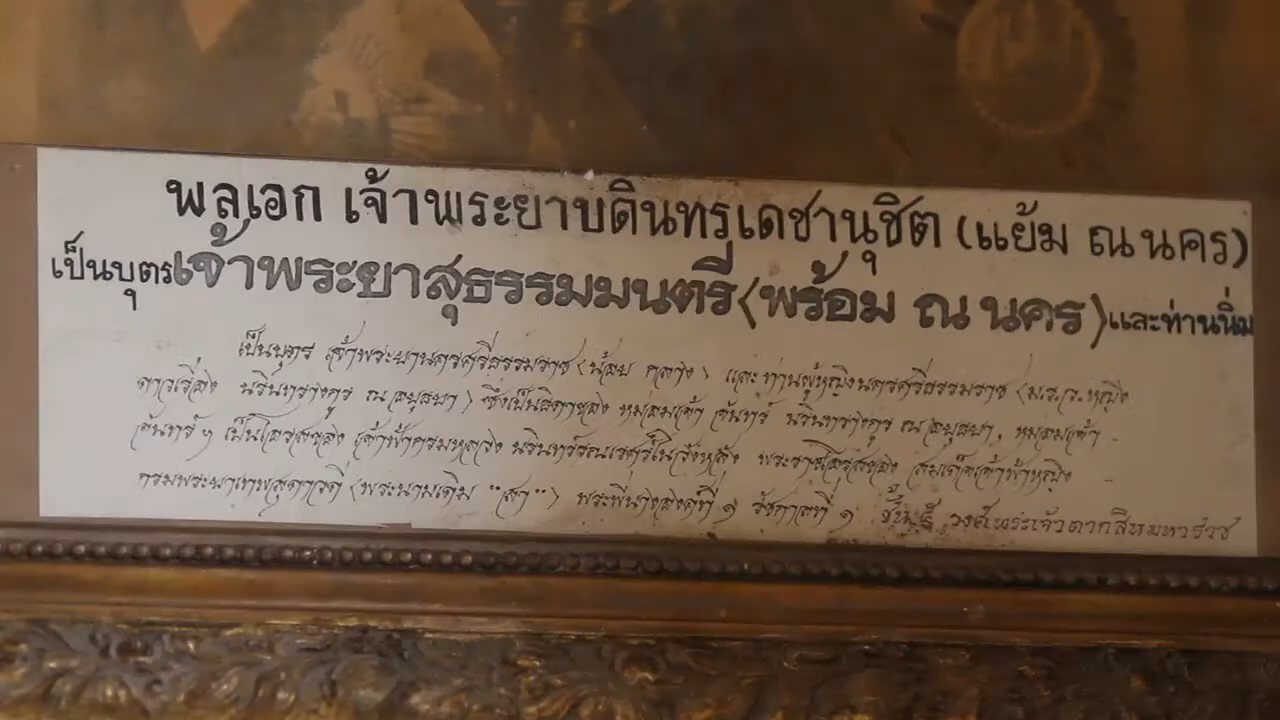 พลเอก เจ้าพระยาบดินทรเดชานุชิต (แย้ม ณ นคร)
เป็นบุตรเจ้าพระยาสุธรรมมนตรี (พร้อม ณ นคร) และท่านนิ่ม
เป็นบุตร เจ้าพระยานครศรีธรรมราช (น้อย กลาง) และท่านผู้หญิงนครศรีธรรมราช (ม.ร.ว. หญิง
นรินทรางกูร ณ อยุธยา) ซึ่งเป็นธิดาของ หม่อมเจ้า จันทร์ นรินทรางกูร ณ อยุธยา, หม่อมเจ้า
จันทร์ ๆ เป็นโอรสของ เจ้าฟ้ากรมหลวง นรินทร์รณเรศร์ในวังหลัง พระราชโอรสของ สมเด็จเจ้าฟ้าหญิง
กรมพระยาเทพสุดาวดี (พระนามเดิม "สา") พระพี่นางองค์ที่ ๑ รัชกาลที่ ๑ ชั้น ๕ วงศ์พระเจ้าตากสินมหาราช